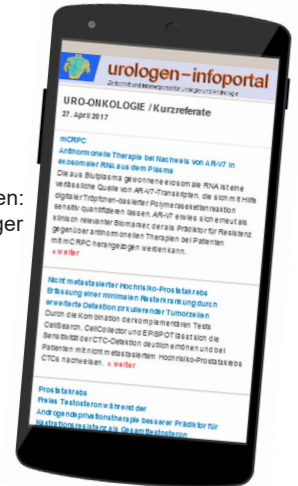 urologen-infoportal
Zeitschrift und Internetportal für Urologie und Andrologie
URO-ONKOLOGIE / Kurzreferate
27. April 2017
mCRPC
Antihormonelle Therapie bei Nachweis von AR-V7 in
exosomaler RNA aus dem Plasma
Die aus Blutplasma gewonnene exosomale RNA ist eine
verlässliche Quelle von AR-V7-Transkripten, die sich mit Hilfe
digitaler Tröpfchen-basierter Polymerasekettenreaktion
sensitiv quantifizieren lassen. AR-V7 erwies sich erneut als
klinisch relevanter Biomarker, der als Prädiktor für Resistenz
gegenüber antihormonellen Therapien bei Patienten
mit mCRPC herangezogen werden kann.
» weiter
en:
ger
Nicht metastasierter Hochrisiko-Prostatakrebs
Erfassung einer minimalen Resterkrankung durch
erweiterte Detektion zirkulierender Tumorzellen
Durch die Kombination der komplementären Tests
CellSearch, CellCollector und EPISPOT lässt sich die
Sensitivität der CTC-Detektion deutlich erhöhen und bei
Patienten mit nicht metastasiertem Hochrisiko-Prostatakrebs
CTCs nachweisen. » weiter
Prostatakrebs
Freies Testosteron während der
Androgendeprivationstherapie besserer Prädiktor für
Kastrationsresistenz als Gesamttestosteron